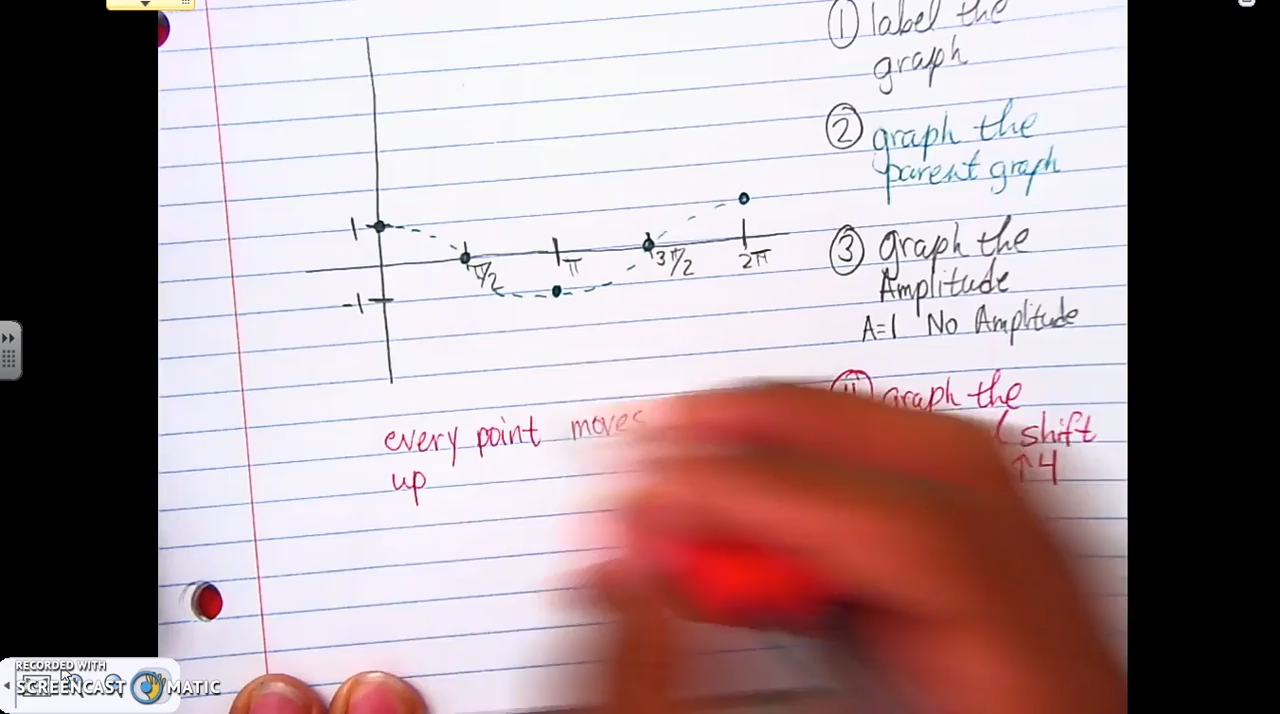 ① label the
graph
② graph the
parent graph
③ graph the
Amplitude
A=1 No Amplitude
④ graph the
shift
↑4
1
-1
π/2
π
3π/2
2π
every point moves
up
RECORDED WITH
SCREENCAST MATIC